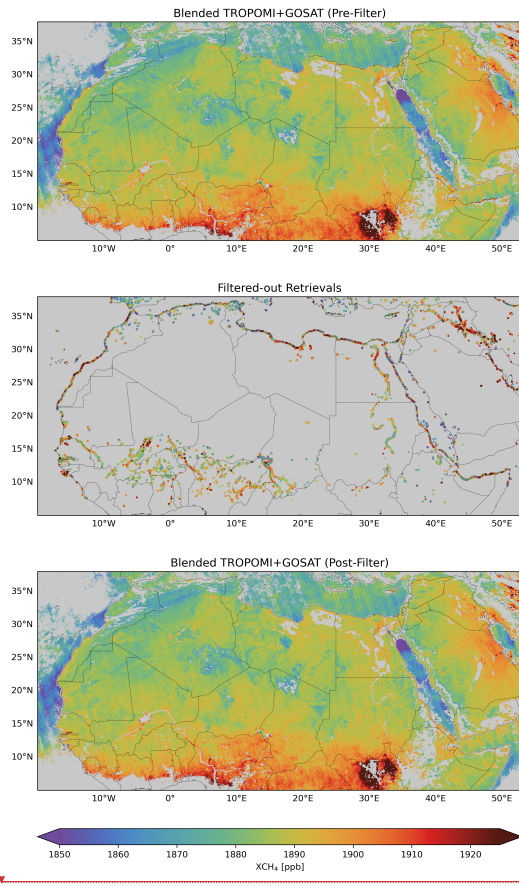 Blended TROPOMI+GOSAT (Pre-Filter)
35°N
30°N
25°N
20°N
15°N
10°N
10°W 0° 10°E 20°E 30°E 40°E 50°E
Filtered-out Retrievals
35°N
30°N
25°N
20°N
15°N
10°N
10°W 0° 10°E 20°E 30°E 40°E 50°E
Blended TROPOMI+GOSAT (Post-Filter)
35°N
30°N
25°N
20°N
15°N
10°N
10°W 0° 10°E 20°E 30°E 40°E 50°E
1850 1860 1870 1880 1890 1900 1910 1920
XCH₄ [ppb]